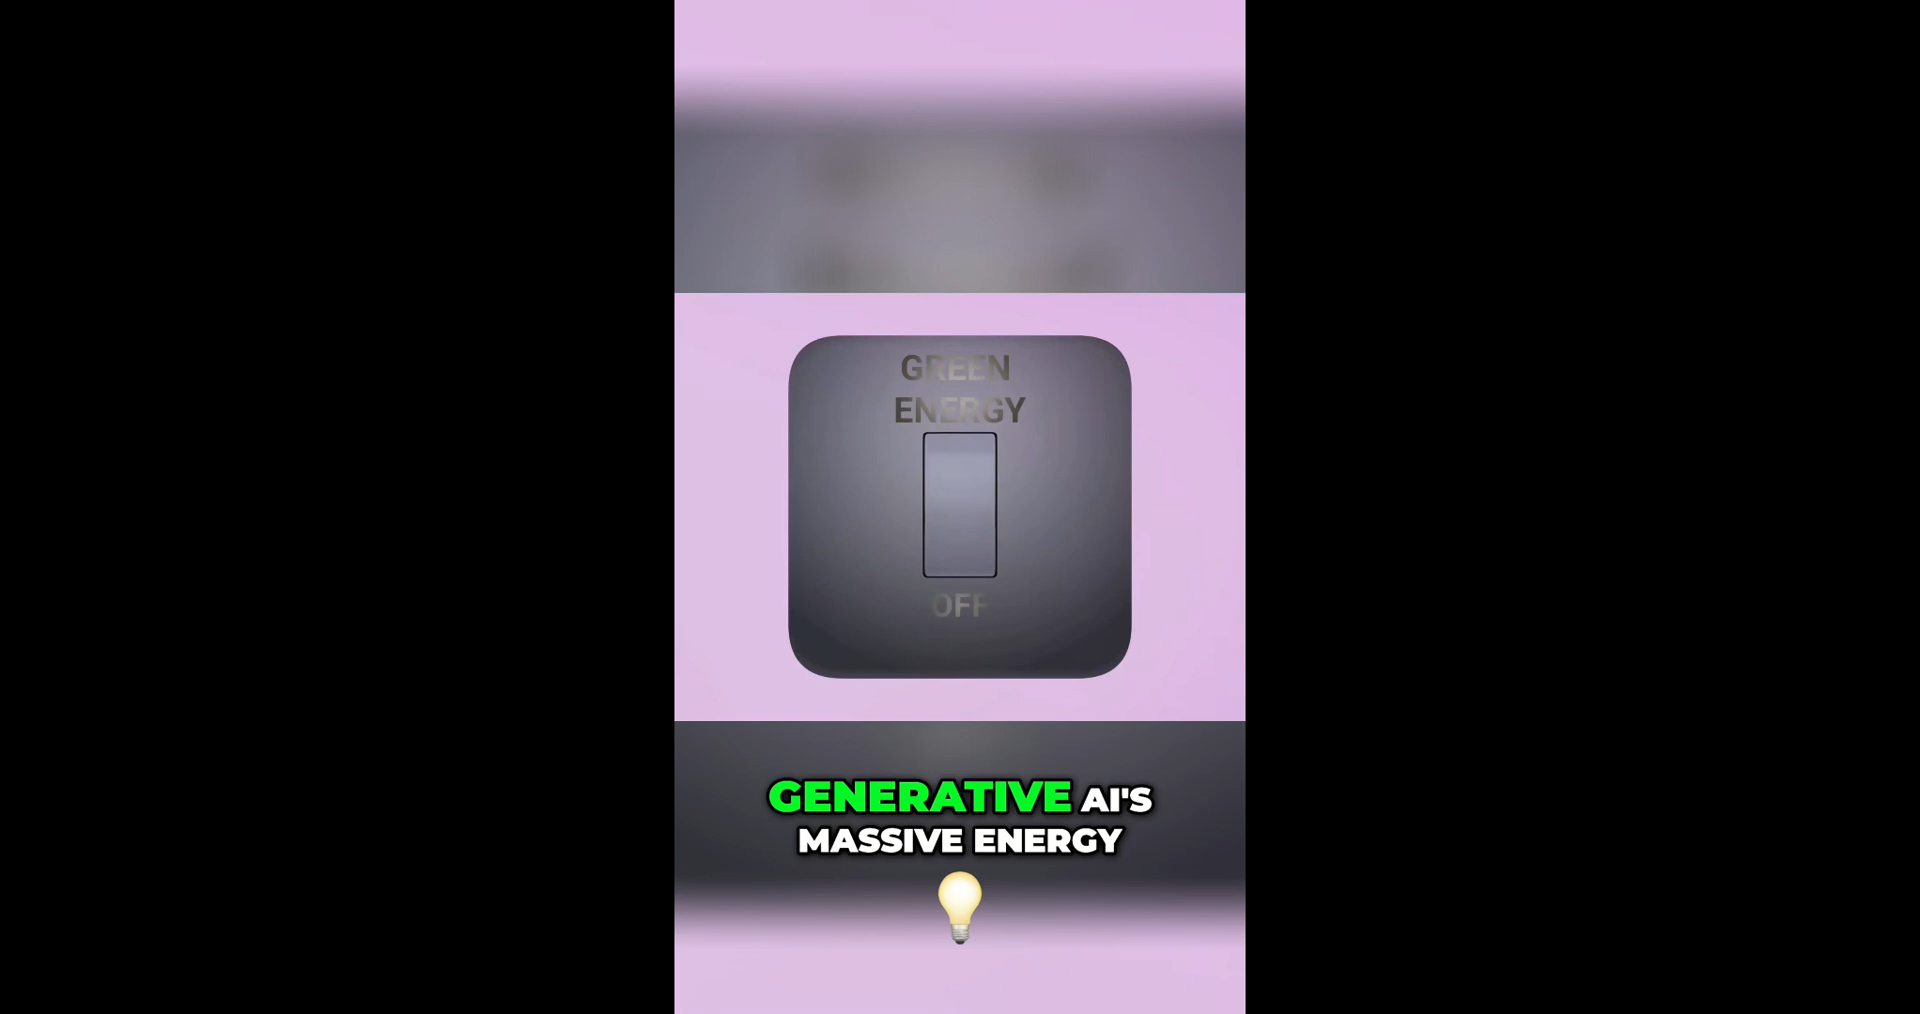 GREEN
ENERGY
OFF
GENERATIVE AI'S
MASSIVE ENERGY